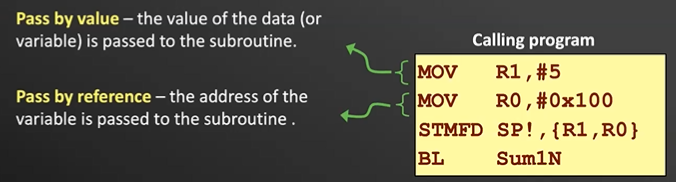 Pass by value – the value of the data (or
variable) is passed to the subroutine.
Pass by reference – the address of the
variable is passed to the subroutine .
Calling program
MOV R1,#5
MOV R0,#0x100
STMFD SP!,{R1,R0}
BL Sum1N